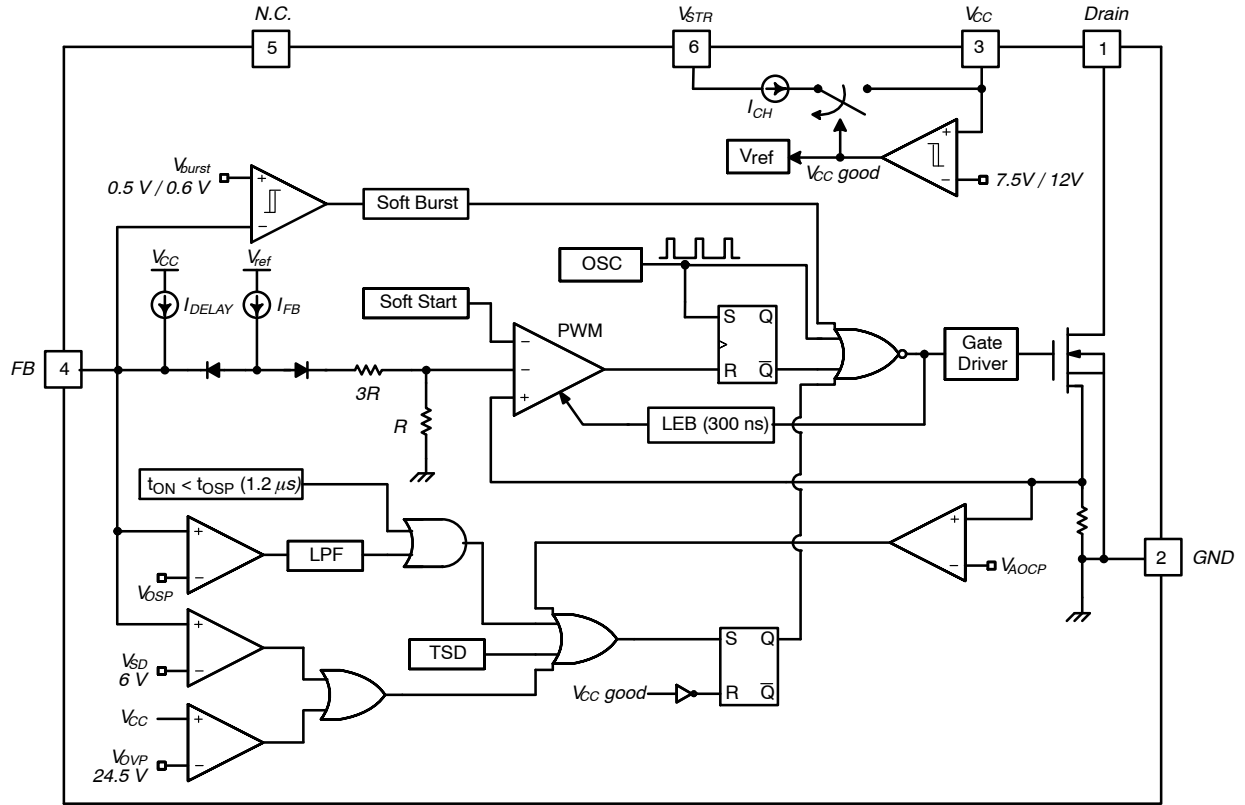 N.C.
VSTR
VCC
Drain
5
6
3
1
ICH
Vref
VCC good
+
−
7.5V / 12V
Vburst
0.5 V / 0.6 V
+
−
Soft Burst
OSC
VCC
Vref
IDELAY
IFB
Soft Start
PWM
−
−
+
S Q
R Q̅
Gate
Driver
FB
4
3R
R
LEB (300 ns)
tON < tOSP (1.2 μs)
+
−
VOSP
LPF
+
−
VAOCP
2
GND
+
−
VSD
6 V
TSD
S Q
R Q̅
VCC good
VCC
+
−
VOVP
24.5 V